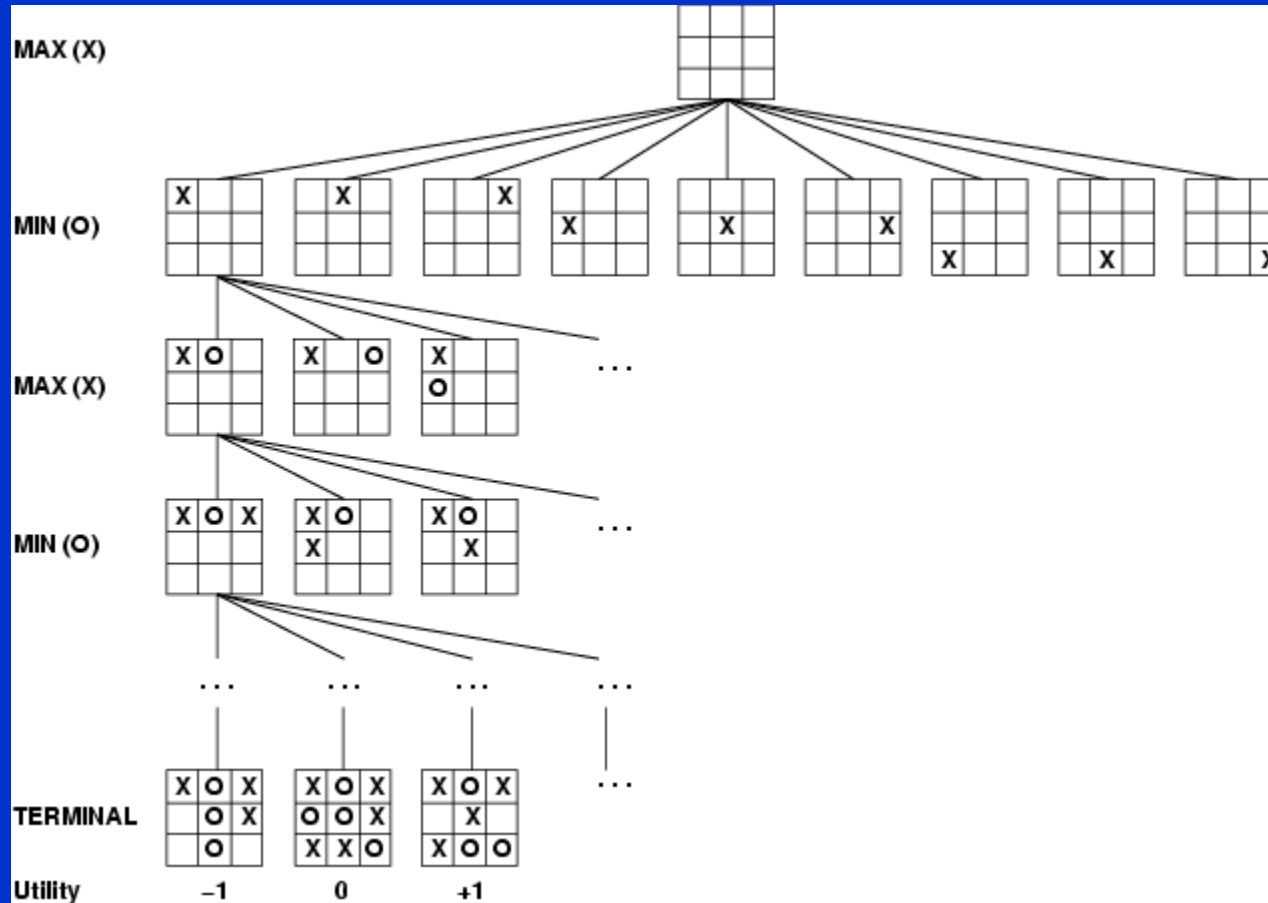 MAX (X)
X X X X X X X X X
MIN (O)
X O X O X
MAX (X) O ...
X O X X O X O
MIN (O) X X ...
... ... ... ...
X O X X O X X O X ...
TERMINAL O X O O X X
O X X O X O O
Utility −1 0 +1